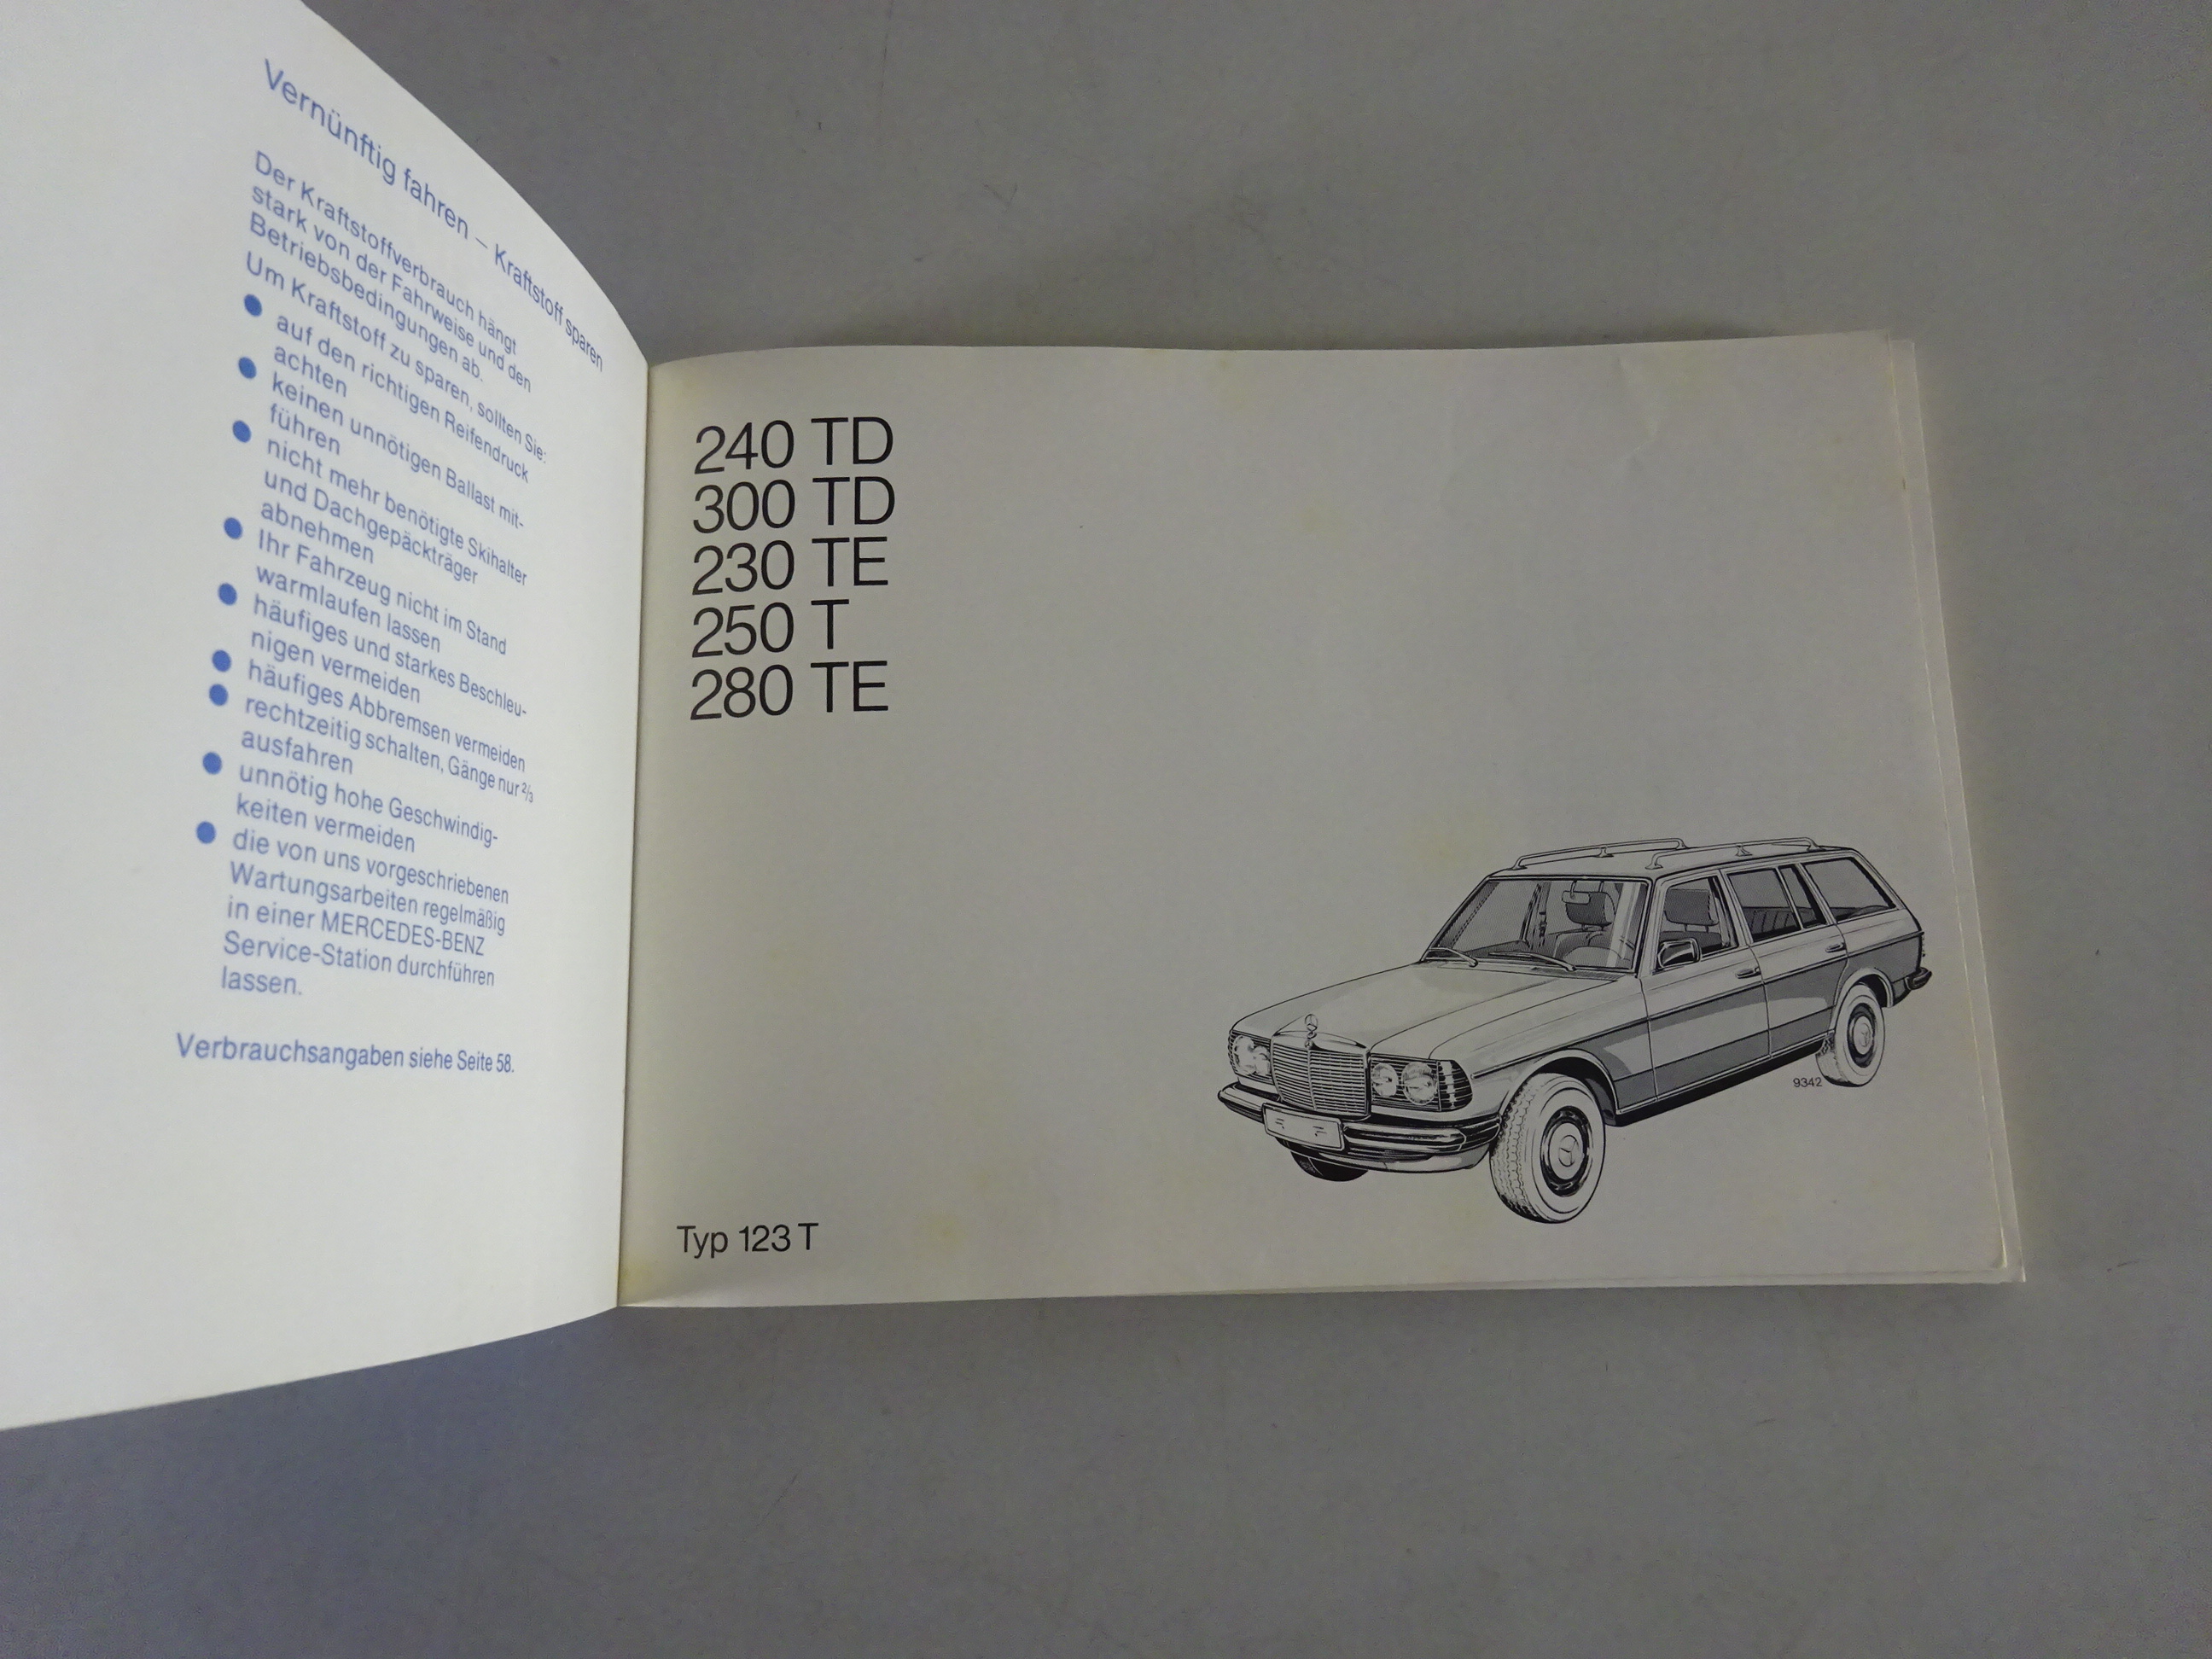 Vernünftig fahren – Kraftstoff sparen
Der Kraftstoffverbrauch hängt
stark von der Fahrweise und den
Betriebsbedingungen ab.
Um Kraftstoff zu sparen, sollten Sie:
● auf den richtigen Reifendruck
achten
● keinen unnötigen Ballast mit-
führen
● nicht mehr benötigte Skihalter
und Dachgepäckträger
abnehmen
● Ihr Fahrzeug nicht im Stand
warmlaufen lassen
● häufiges und starkes Beschleu-
nigen vermeiden
● häufiges Abbremsen vermeiden
● rechtzeitig schalten, Gänge nur ⅔
ausfahren
● unnötig hohe Geschwindig-
keiten vermeiden
● die von uns vorgeschriebenen
Wartungsarbeiten regelmäßig
in einer MERCEDES-BENZ
Service-Station durchführen
lassen.
Verbrauchsangaben siehe Seite 58.
240 TD
300 TD
230 TE
250 T
280 TE
9342
Typ 123 T